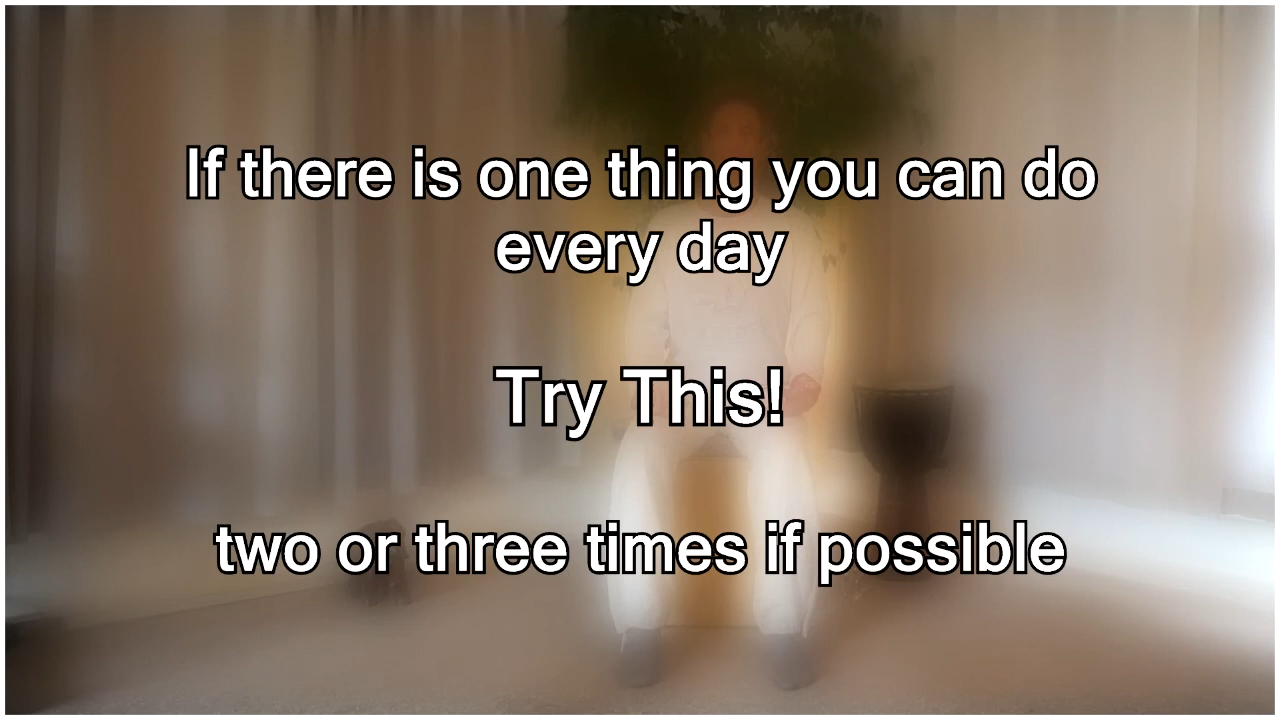 If there is one thing you can do
every day
Try This!
two or three times if possible